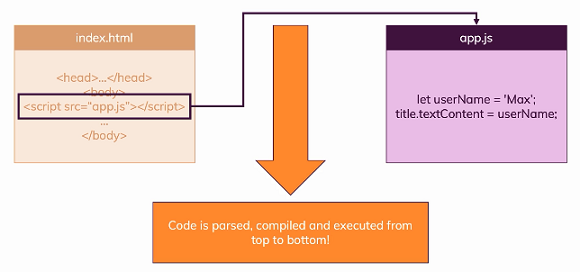 index.html
<head>...</head>
<body>
<script src="app.js"></script>
...
</body>
app.js
let userName = 'Max';
title.textContent = userName;
Code is parsed, compiled and executed from
top to bottom!